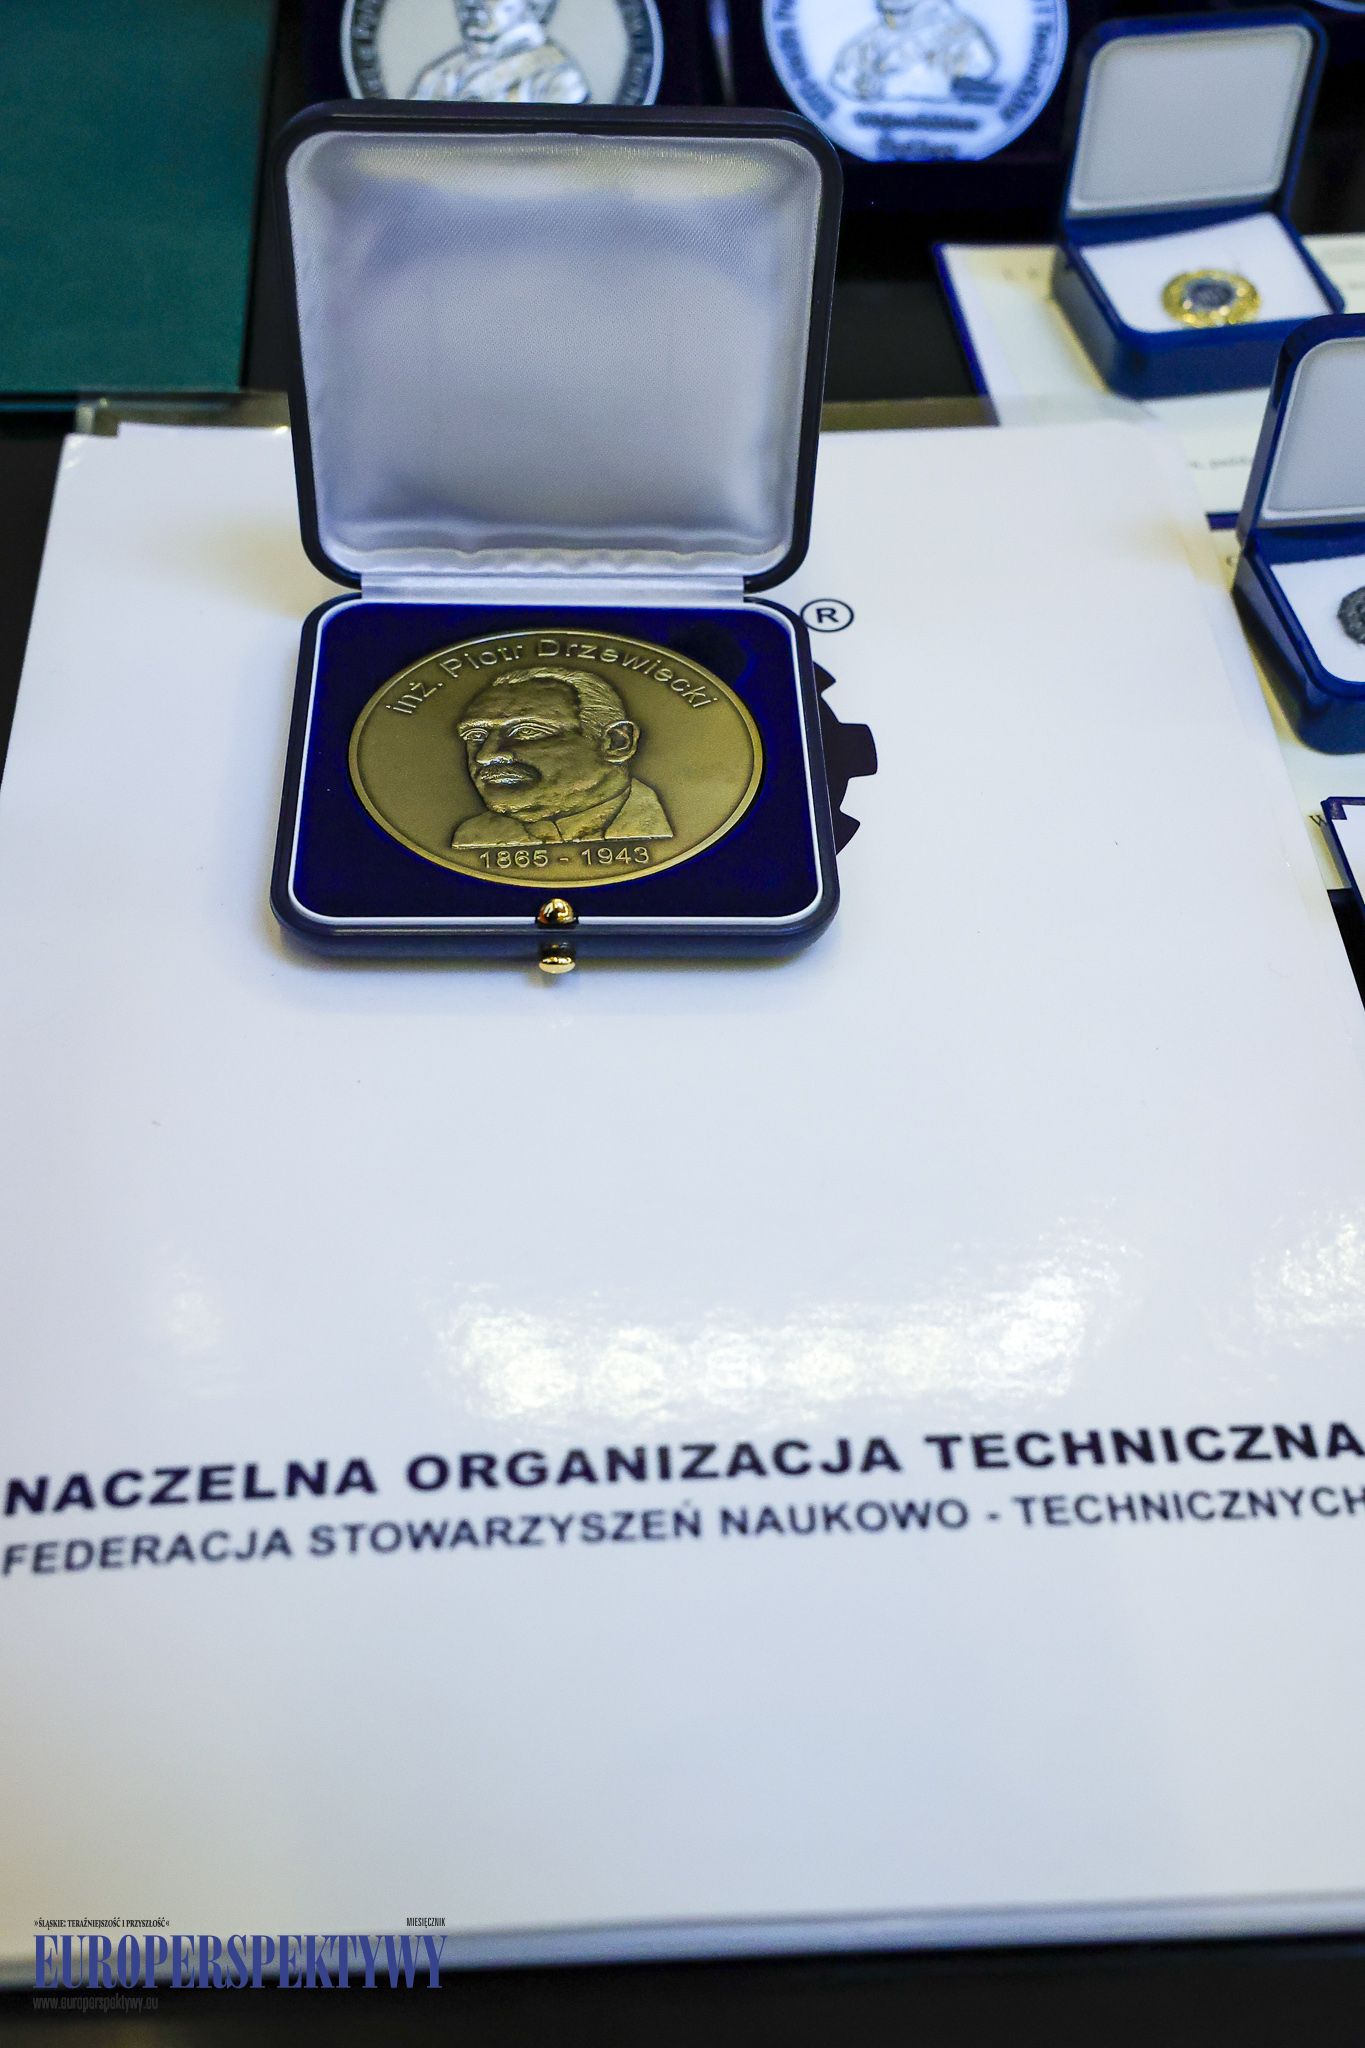 inż. Piotr Drzewiecki
1865 - 1943
®
NACZELNA ORGANIZACJA TECHNICZNA
FEDERACJA STOWARZYSZEŃ NAUKOWO - TECHNICZNYCH
»ŚLĄSKIE: TERAŹNIEJSZOŚĆ I PRZYSZŁOŚĆ«
MIESIĘCZNIK
EUROPERSPEKTYWY
www.europerspektywy.eu